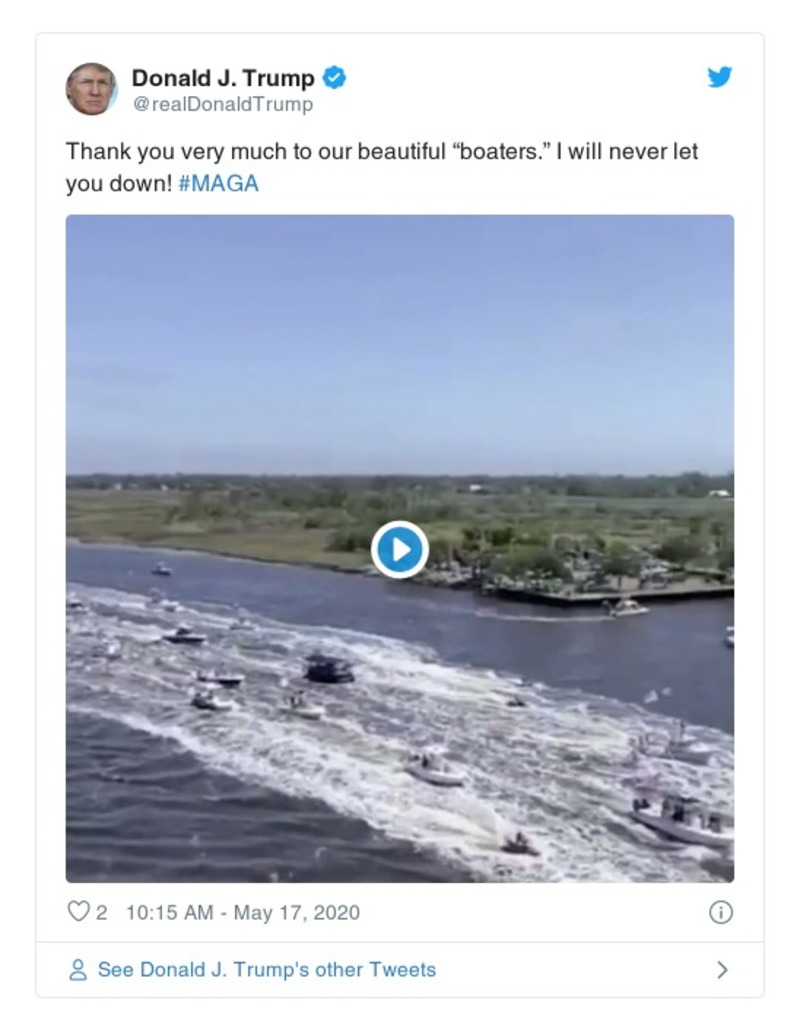 Donald J. Trump
@realDonaldTrump
Thank you very much to our beautiful “boaters.” I will never let
you down! #MAGA
2 10:15 AM - May 17, 2020
See Donald J. Trump's other Tweets